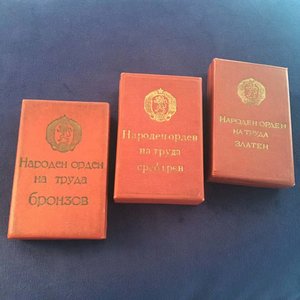 Народен орден
на труда
бронзов
Народен орден
на труда
сребърен
НАРОДЕН ОРДЕН
НА ТРУДА
ЗЛАТЕН